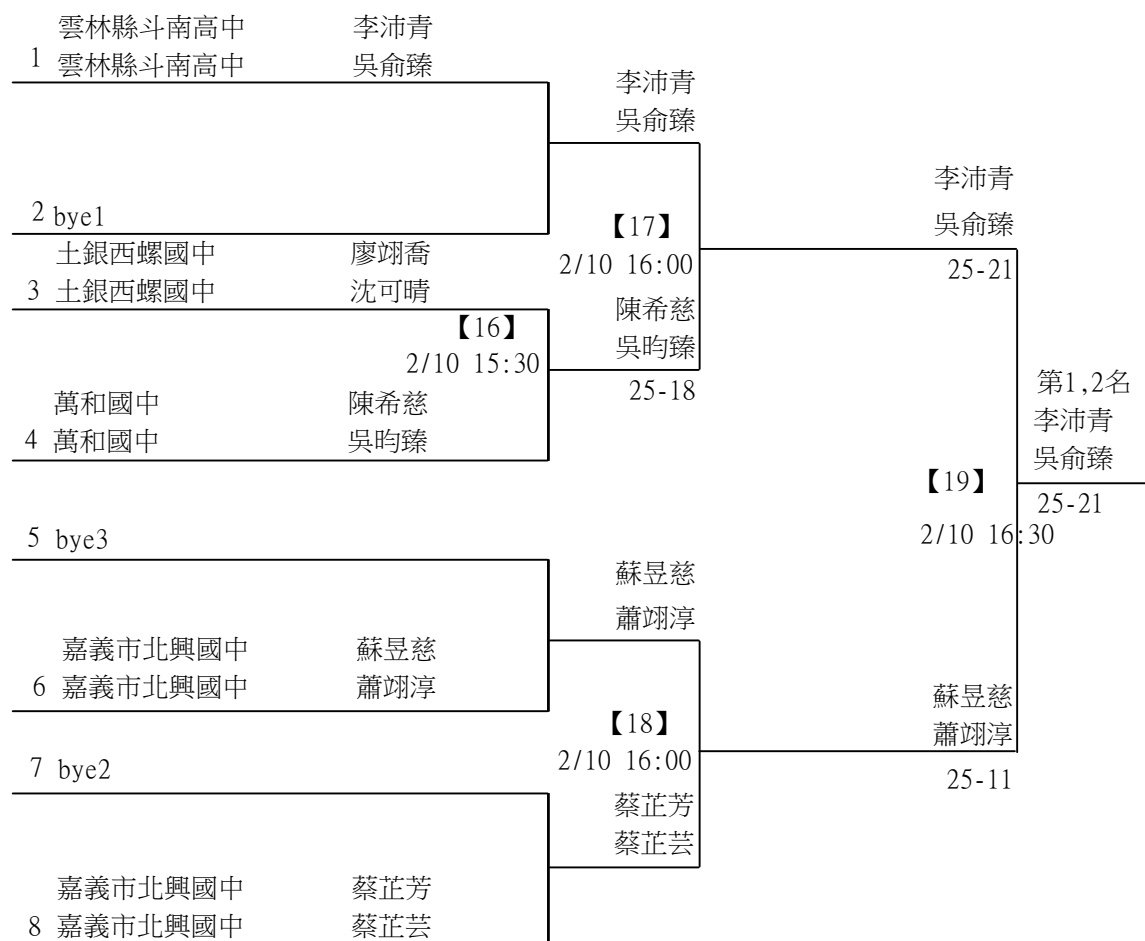 雲林縣斗南高中 李沛青
1 雲林縣斗南高中 吳俞臻
李沛青
吳俞臻
李沛青
2 bye1
【17】
吳俞臻
土銀西螺國中 廖翊喬
2/10 16:00
25-21
3 土銀西螺國中 沈可晴
陳希慈
【16】
吳昀臻
2/10 15:30
25-18
第1,2名
萬和國中 陳希慈
李沛青
4 萬和國中 吳昀臻
吳俞臻
【19】
25-21
2/10 16:30
5 bye3
蘇昱慈
蕭翊淳
嘉義市北興國中 蘇昱慈
6 嘉義市北興國中 蕭翊淳
蘇昱慈
【18】
蕭翊淳
2/10 16:00
7 bye2
25-11
蔡芷芳
蔡芷芸
嘉義市北興國中 蔡芷芳
8 嘉義市北興國中 蔡芷芸